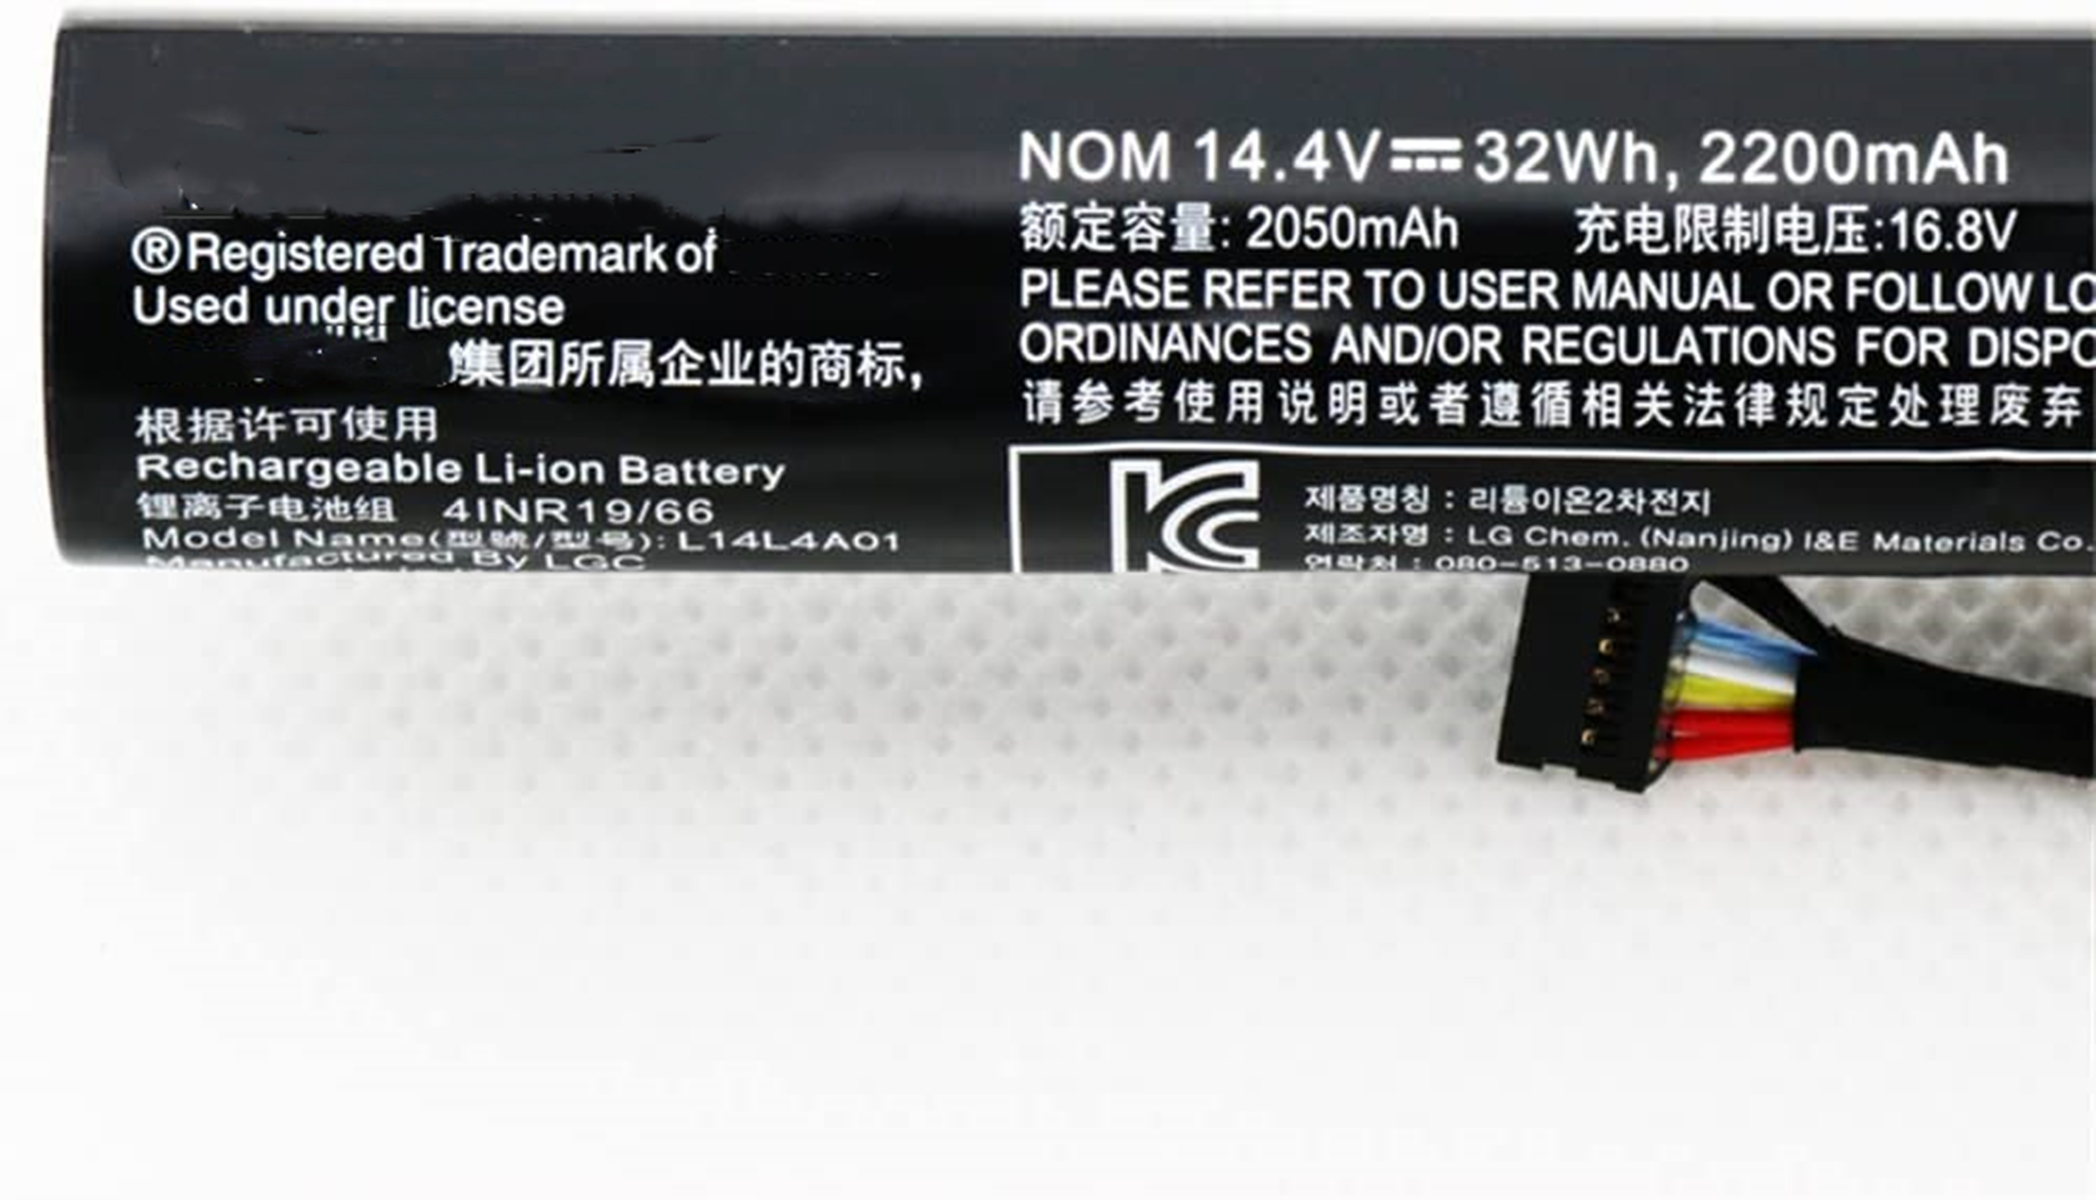 ® Registered Trademark of
Used under license
集团所属企业的商标,
根据许可使用
Rechargeable Li-ion Battery
锂离子电池组 4INR19/66
Model Name(型號/型号): L14L4A01
Manufactured By LGC
NOM 14.4V⎓32Wh, 2200mAh
额定容量: 2050mAh 充电限制电压:16.8V
PLEASE REFER TO USER MANUAL OR FOLLOW LO
ORDINANCES AND/OR REGULATIONS FOR DISPO
请参考使用说明或者遵循相关法律规定处理废弃
제품명칭 : 리튬이온2차전지
제조자명 : LG Chem. (Nanjing) I&E Materials Co.
연락처 : 080-513-0880